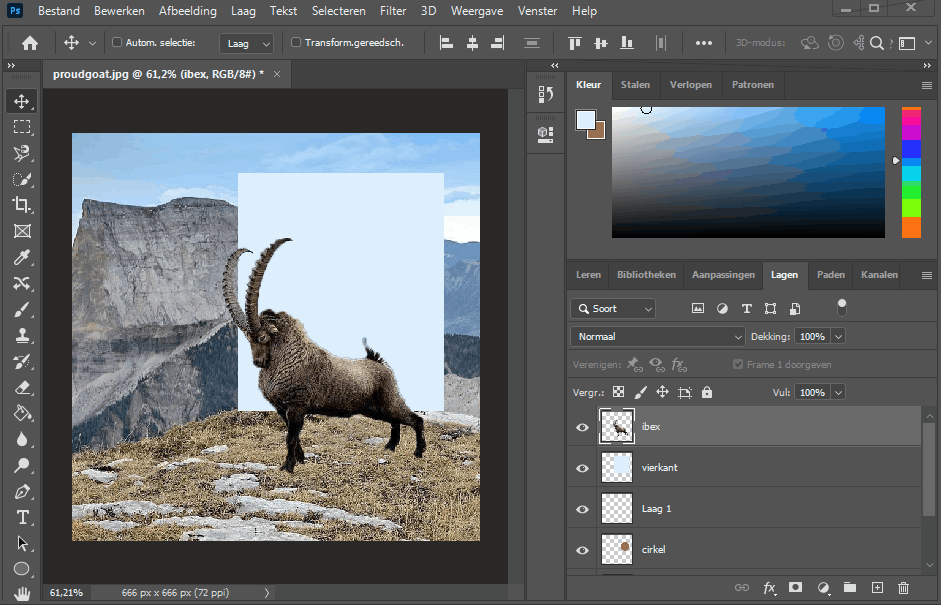 Ps Bestand Bewerken Afbeelding Laag Tekst Selecteren Filter 3D Weergave Venster Help
Autom. selectie: Laag Transform.gereedsch. 3D-modus:
proudgoat.jpg @ 61,2% (ibex, RGB/8#) *
Kleur Stalen Verlopen Patronen
Leren Bibliotheken Aanpassingen Lagen Paden Kanalen
Soort
Normaal Dekking: 100%
Verenigen: Frame 1 doorgeven
Vergr.: Vul: 100%
ibex
vierkant
Laag 1
cirkel
61,21% 666 px x 666 px (72 ppi)